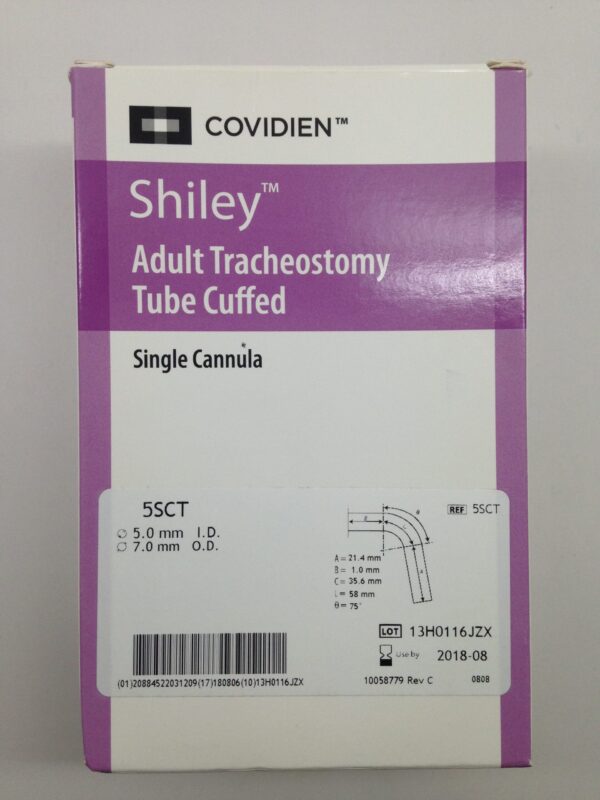 COVIDIEN™
Shiley™
Adult Tracheostomy
Tube Cuffed
Single Cannula
5SCT
⌀ 5.0 mm I.D.
⌀ 7.0 mm O.D.
REF 5SCT
A= 21.4 mm
B= 1.0 mm
C= 35.6 mm
L= 58 mm
θ= 75°
LOT 13H0116JZX
Use by 2018-08
(01)20884522031209(17)180806(10)13H0116JZX
10058779 Rev C 0808